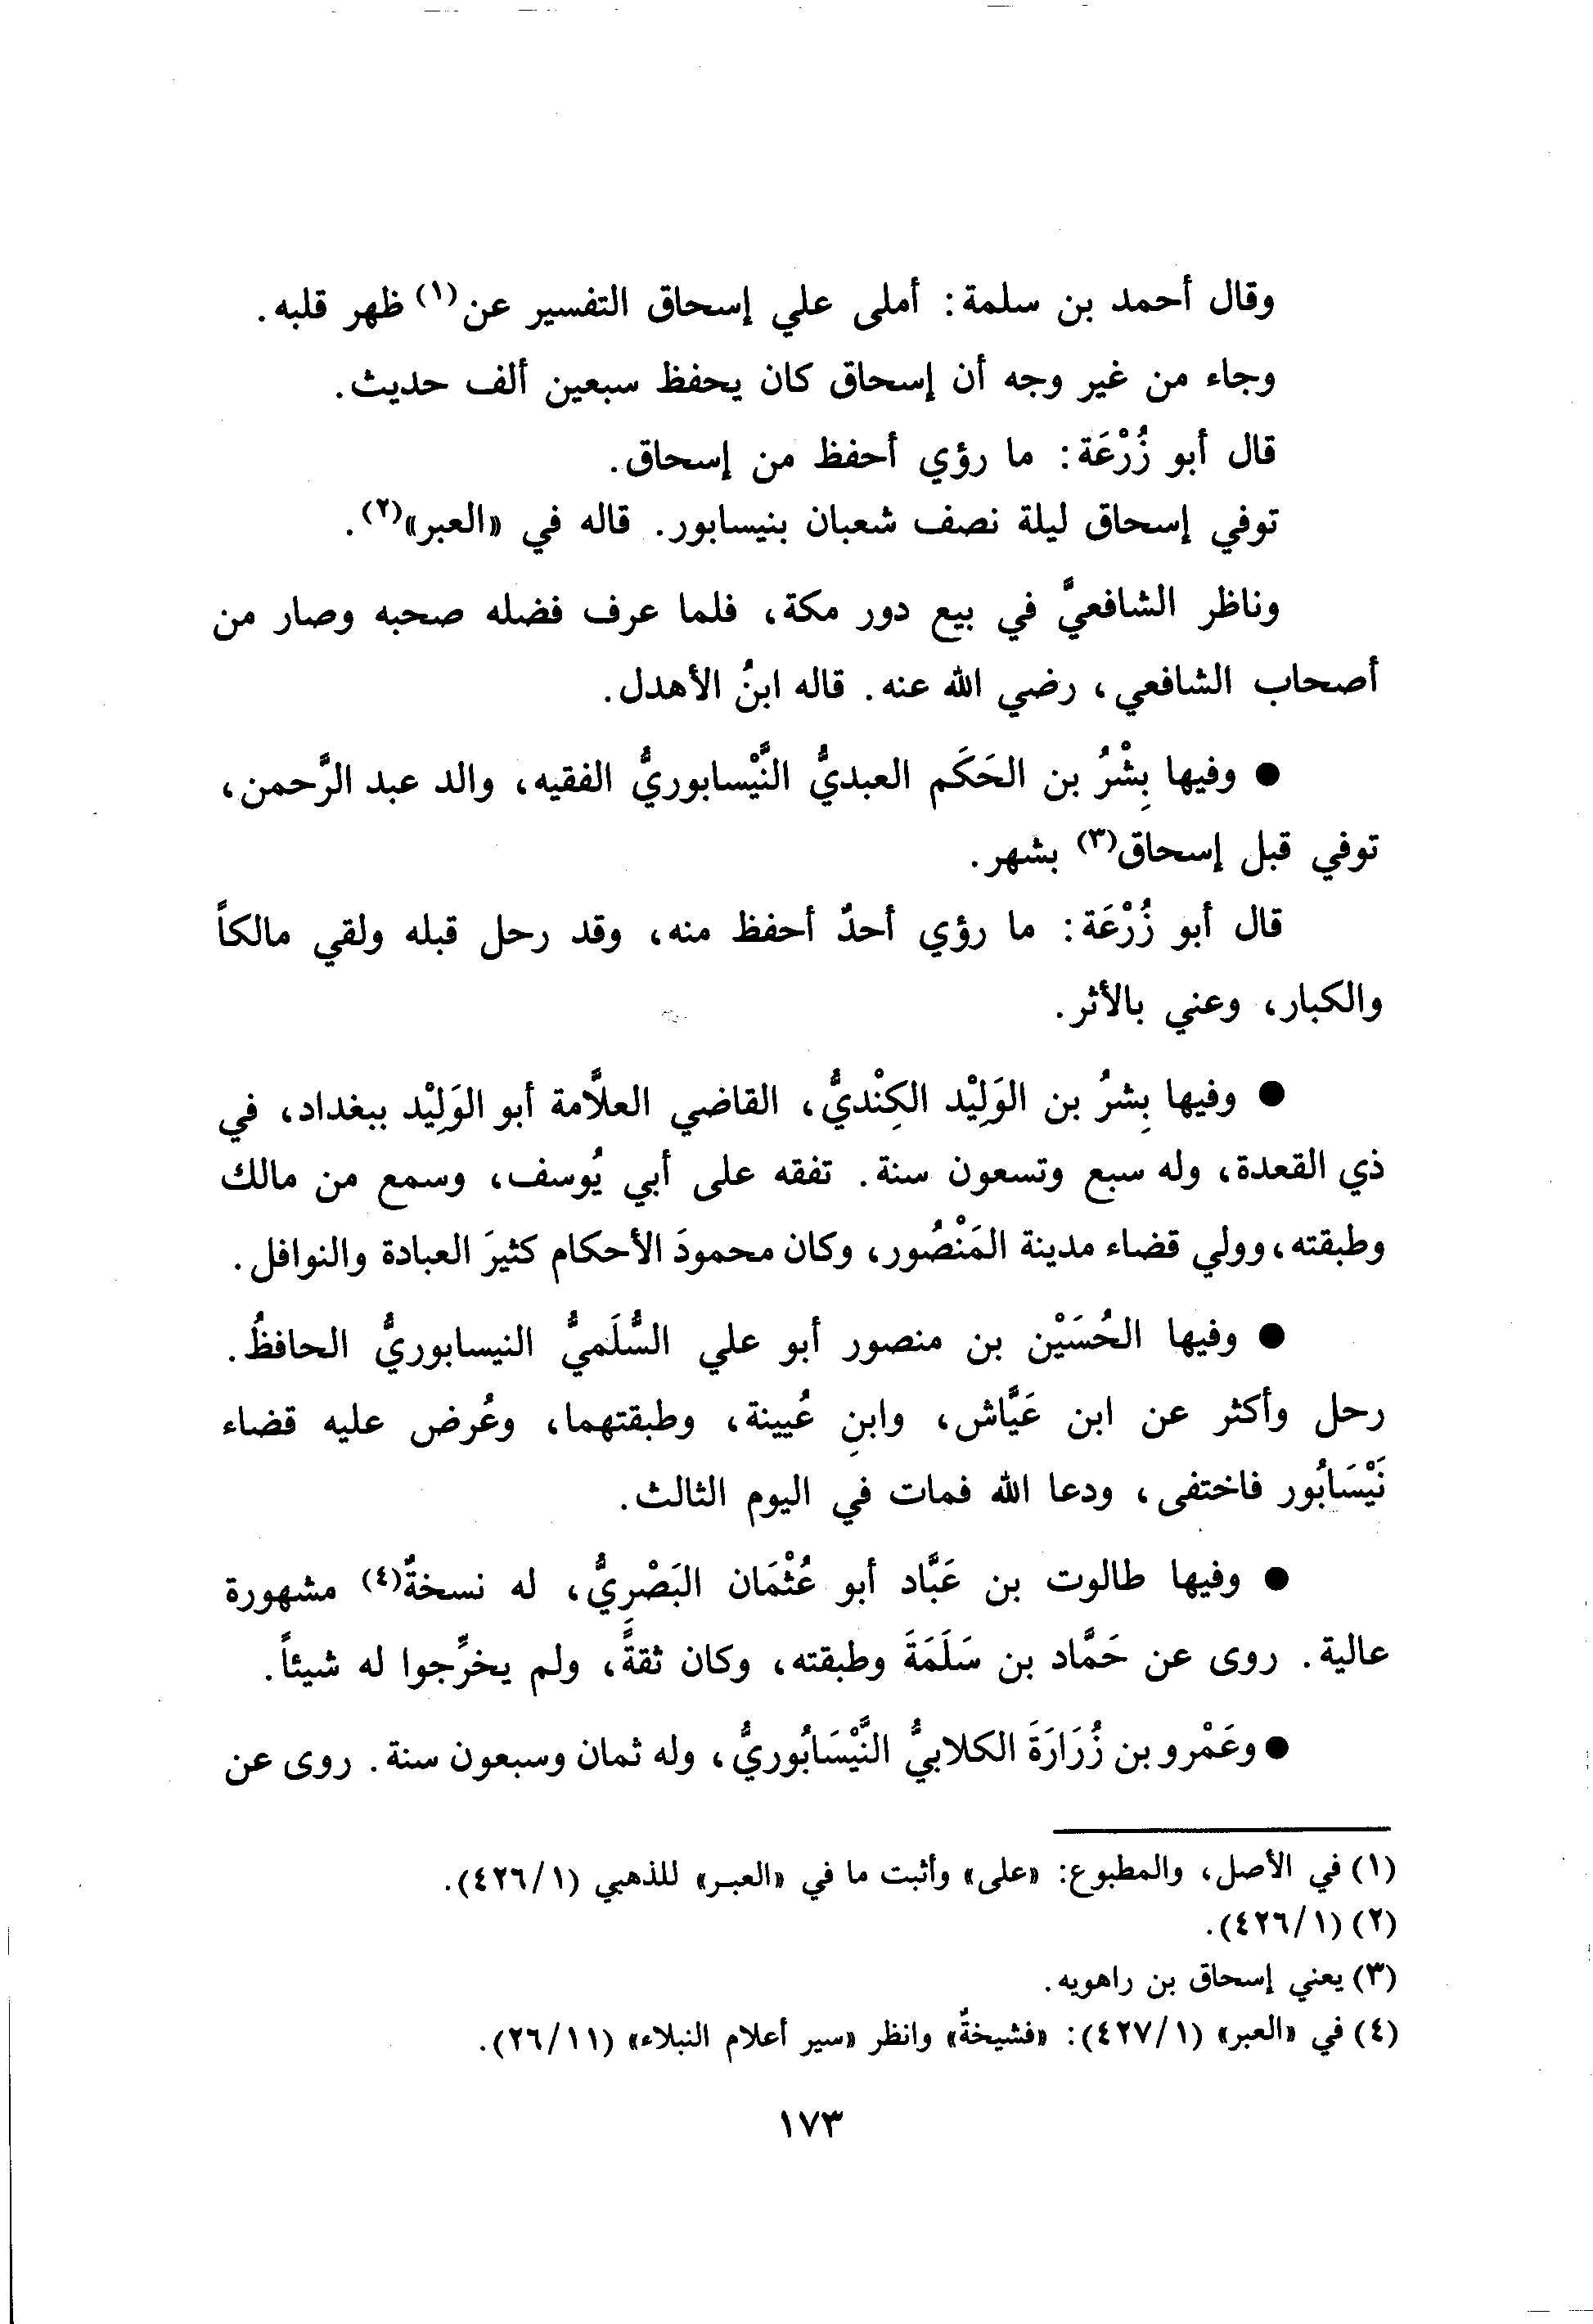 وقال أحمد بن سلمة: أملى علي إسحاق التفسير عن(١) ظهر قلبه.
وجاء من غير وجه أن إسحاق كان يحفظ سبعين ألف حديث.
قال أبو زُرْعَة: ما رؤي أحفظ من إسحاق.
توفي إسحاق ليلة نصف شعبان بنيسابور. قاله في «العبر»(٢).
وناظر الشافعيَّ في بيع دور مكة، فلما عرف فضله صحبه وصار من
أصحاب الشافعي، رضي الله عنه. قاله ابنُ الأهدل.
● وفيها بِشْرُ بن الحَكَم العبديُّ النَّيْسابوريُّ الفقيه، والد عبد الرَّحمن،
توفي قبل إسحاق(٣) بشهر.
قال أبو زُرْعَة: ما رؤي أحدٌ أحفظ منه، وقد رحل قبله ولقي مالكاً
والكبار، وعني بالأثر.
● وفيها بِشرُ بن الوَلِيْد الكِنْديُّ، القاضي العلاَّمة أبو الوَلِيْد ببغداد، في
ذي القعدة، وله سبع وتسعون سنة. تفقه على أبي يُوسف، وسمع من مالك
وطبقته، وولي قضاء مدينة المَنْصُور، وكان محمودَ الأحكام كثيرَ العبادة والنوافل.
● وفيها الحُسَيْن بن منصور أبو علي السُّلَميُّ النيسابوريُّ الحافظُ.
رحل وأكثر عن ابن عَيَّاش، وابنِ عُيينة، وطبقتهما، وعُرض عليه قضاء
نَيْسَابُور فاختفى، ودعا الله فمات في اليوم الثالث.
● وفيها طالوت بن عَبَّاد أبو عُثْمَان البَصْرِيُّ، له نسخةٌ(٤) مشهورة
عالية. روى عن حَمَّاد بن سَلَمَةَ وطبقته، وكان ثقةً، ولم يخرِّجوا له شيئاً.
● وعَمْرو بن زُرَارَةَ الكلابيُّ النَّيْسَابُوريُّ، وله ثمان وسبعون سنة. روى عن
(١) في الأصل، والمطبوع: «على» وأثبت ما في «العبر» للذهبي (٤٢٦/١).
(٢) (٤٢٦/١).
(٣) يعني إسحاق بن راهويه.
(٤) في «العبر» (٤٢٧/١): «فشيخةٌ» وانظر «سير أعلام النبلاء» (٢٦/١١).
١٧٣